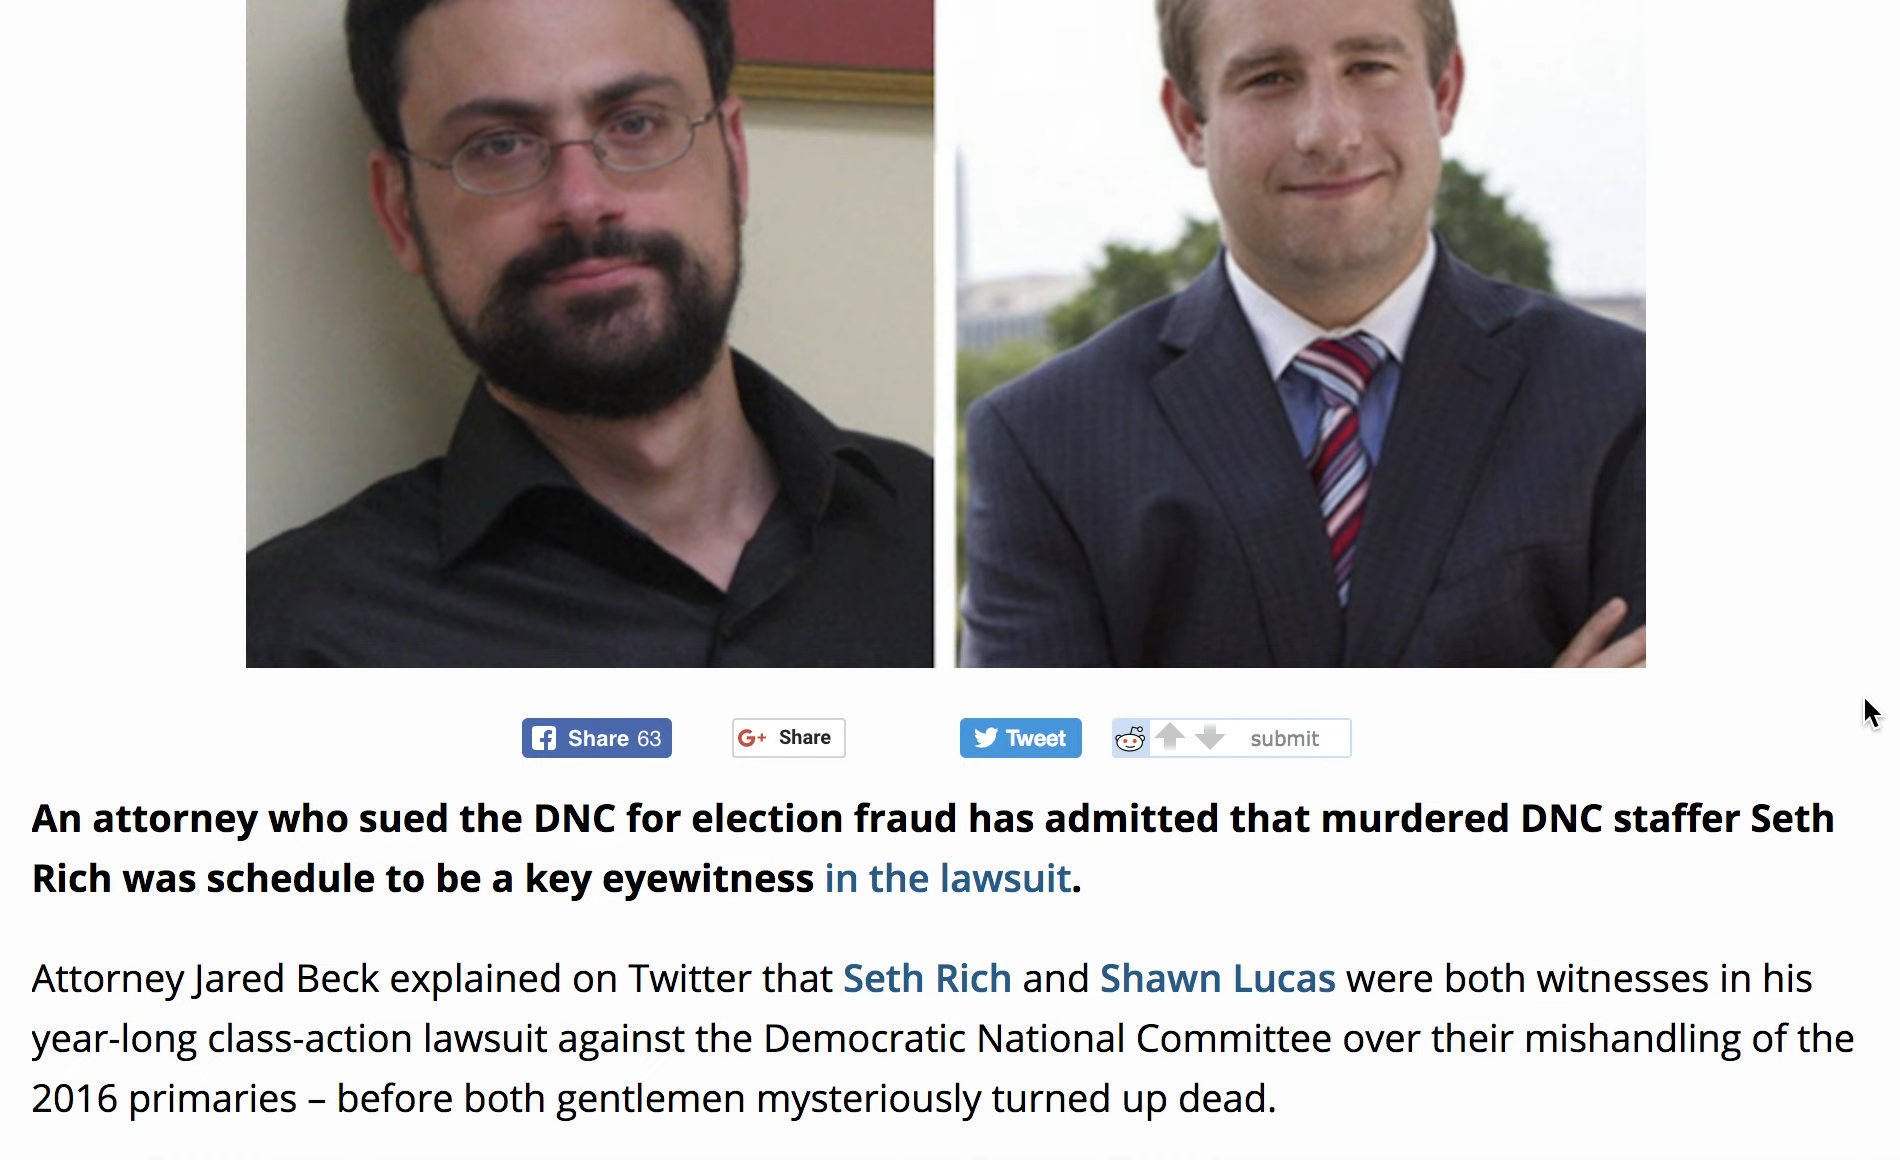 Share 63
G+ Share
Tweet
submit
An attorney who sued the DNC for election fraud has admitted that murdered DNC staffer Seth
Rich was schedule to be a key eyewitness in the lawsuit.
Attorney Jared Beck explained on Twitter that Seth Rich and Shawn Lucas were both witnesses in his
year-long class-action lawsuit against the Democratic National Committee over their mishandling of the
2016 primaries – before both gentlemen mysteriously turned up dead.